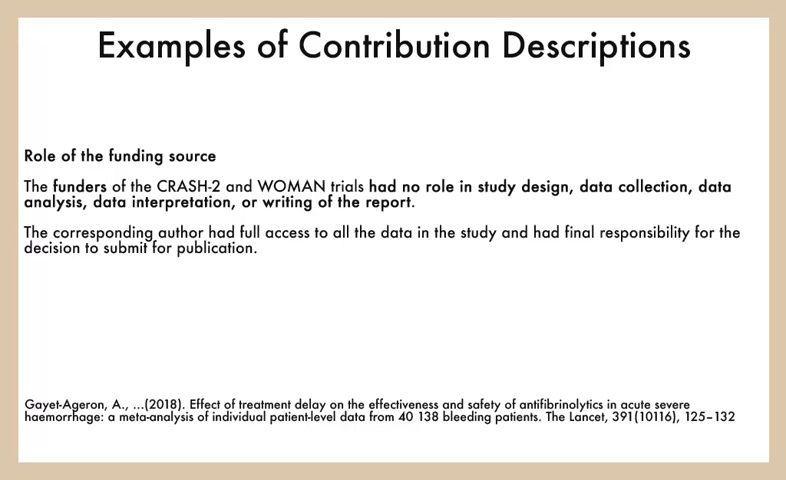 Examples of Contribution Descriptions
Role of the funding source
The funders of the CRASH-2 and WOMAN trials had no role in study design, data collection, data
analysis, data interpretation, or writing of the report.
The corresponding author had full access to all the data in the study and had final responsibility for the
decision to submit for publication.
Gayet-Ageron, A., ...(2018). Effect of treatment delay on the effectiveness and safety of antifibrinolytics in acute severe
haemorrhage: a meta-analysis of individual patient-level data from 40 138 bleeding patients. The Lancet, 391(10116), 125–132